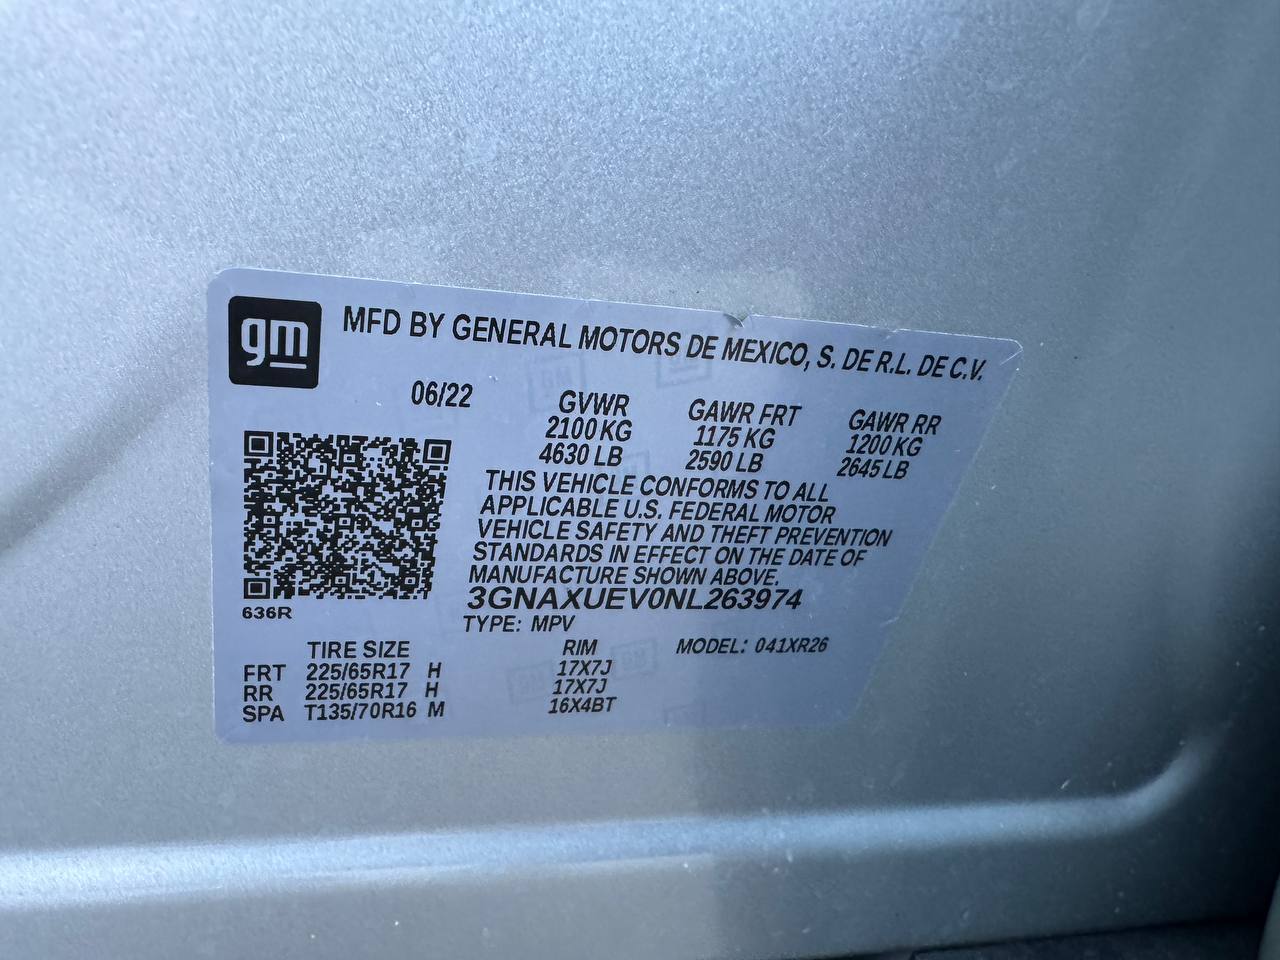 gm
MFD BY GENERAL MOTORS DE MEXICO, S. DE R.L. DE C.V.
06/22 GVWR GAWR FRT GAWR RR
2100 KG 1175 KG 1200 KG
4630 LB 2590 LB 2645 LB
THIS VEHICLE CONFORMS TO ALL
APPLICABLE U.S. FEDERAL MOTOR
VEHICLE SAFETY AND THEFT PREVENTION
STANDARDS IN EFFECT ON THE DATE OF
MANUFACTURE SHOWN ABOVE.
3GNAXUEV0NL263974
636R
TYPE: MPV
TIRE SIZE RIM MODEL: 041XR26
FRT 225/65R17 H 17X7J
RR 225/65R17 H 17X7J
SPA T135/70R16 M 16X4BT